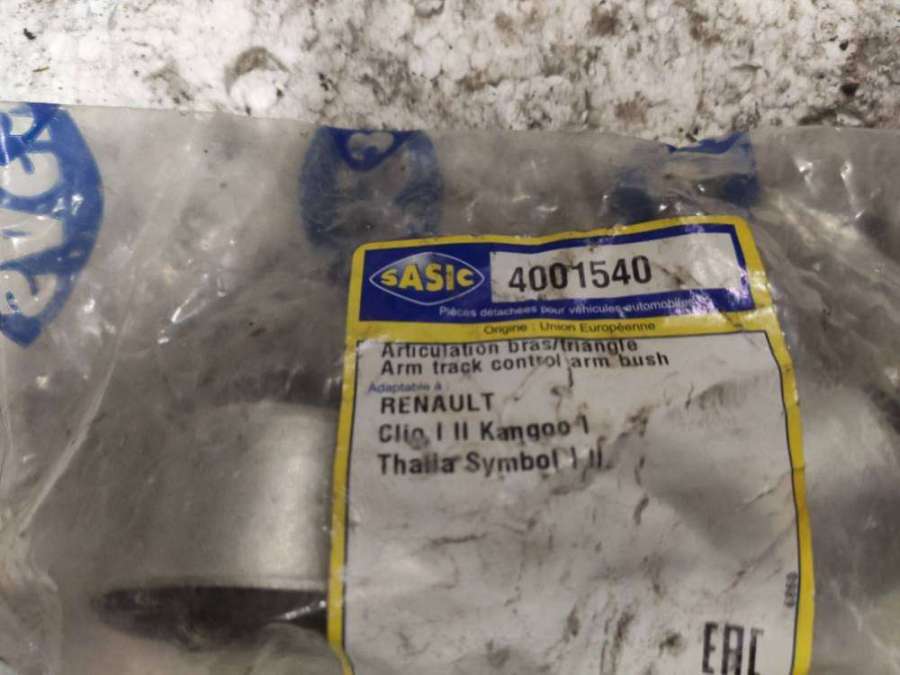 SASIC
4001540
Pièces détachées pour véhicules automobiles
Origine : Union Européenne
Articulation bras/triangle
Arm track control arm bush
Adaptable à :
RENAULT
Clio I II Kangoo I
Thalia Symbol I II
EAC